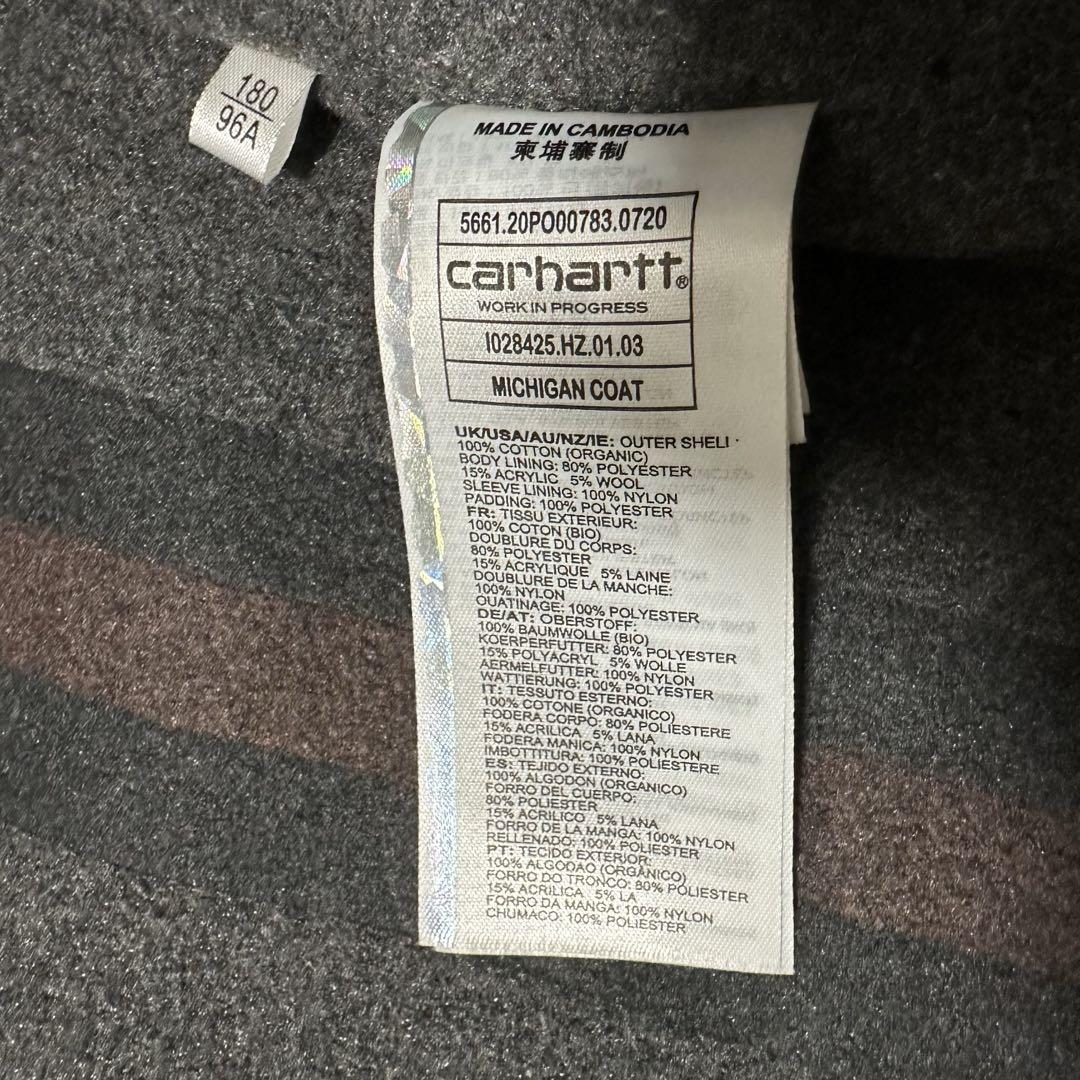 180
96A
MADE IN CAMBODIA
柬埔寨制
5661.20PO00783.0720
carhartt®
WORK IN PROGRESS
I028425.HZ.01.03
MICHIGAN COAT
UK/USA/AU/NZ/IE: OUTER SHELL:
100% COTTON (ORGANIC)
BODY LINING: 80% POLYESTER
15% ACRYLIC 5% WOOL
SLEEVE LINING: 100% NYLON
PADDING: 100% POLYESTER
FR: TISSU EXTERIEUR:
100% COTON (BIO)
DOUBLURE DU CORPS:
80% POLYESTER
15% ACRYLIQUE 5% LAINE
DOUBLURE DE LA MANCHE:
100% NYLON
OUATINAGE: 100% POLYESTER
DE/AT: OBERSTOFF:
100% BAUMWOLLE (BIO)
KOERPERFUTTER: 80% POLYESTER
15% POLYACRYL 5% WOLLE
AERMELFUTTER: 100% NYLON
WATTIERUNG: 100% POLYESTER
IT: TESSUTO ESTERNO:
100% COTONE (ORGANICO)
FODERA CORPO: 80% POLIESTERE
15% ACRILICA 5% LANA
FODERA MANICA: 100% NYLON
IMBOTTITURA: 100% POLIESTERE
ES: TEJIDO EXTERNO:
100% ALGODON (ORGANICO)
FORRO DEL CUERPO:
80% POLIESTER
15% ACRILICO 5% LANA
FORRO DE LA MANGA: 100% NYLON
RELLENADO: 100% POLIESTER
PT: TECIDO EXTERIOR:
100% ALGODAO (ORGÂNICO)
FORRO DO TRONCO: 80% POLIESTER
15% ACRILICA 5% LA
FORRO DA MANGA: 100% NYLON
CHUMACO: 100% POLIESTER